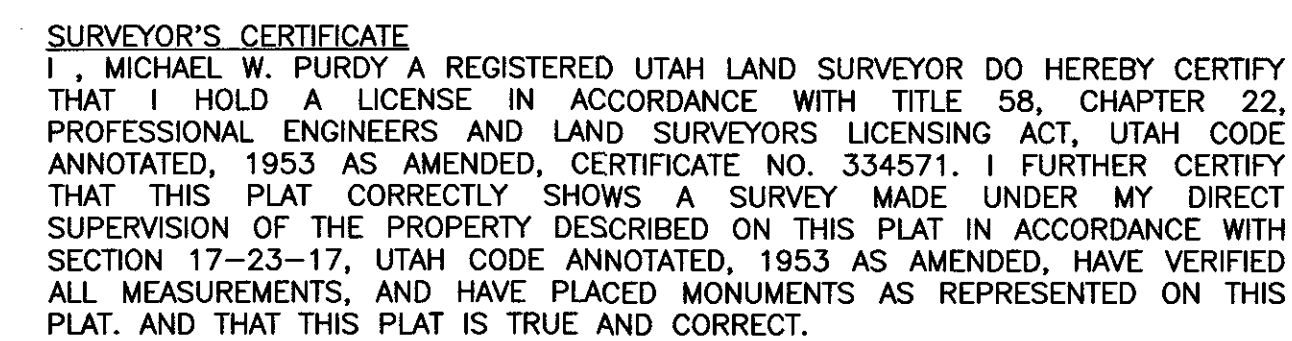 SURVEYOR'S CERTIFICATE
I , MICHAEL W. PURDY A REGISTERED UTAH LAND SURVEYOR DO HEREBY CERTIFY
THAT I HOLD A LICENSE IN ACCORDANCE WITH TITLE 58, CHAPTER 22,
PROFESSIONAL ENGINEERS AND LAND SURVEYORS LICENSING ACT, UTAH CODE
ANNOTATED, 1953 AS AMENDED, CERTIFICATE NO. 334571. I FURTHER CERTIFY
THAT THIS PLAT CORRECTLY SHOWS A SURVEY MADE UNDER MY DIRECT
SUPERVISION OF THE PROPERTY DESCRIBED ON THIS PLAT IN ACCORDANCE WITH
SECTION 17-23-17, UTAH CODE ANNOTATED, 1953 AS AMENDED, HAVE VERIFIED
ALL MEASUREMENTS, AND HAVE PLACED MONUMENTS AS REPRESENTED ON THIS
PLAT. AND THAT THIS PLAT IS TRUE AND CORRECT.